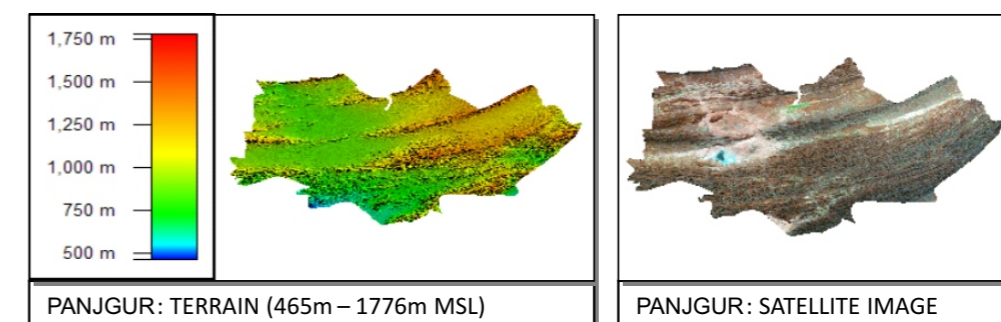 1,750 m
1,500 m
1,250 m
1,000 m
750 m
500 m
PANJGUR: TERRAIN (465m – 1776m MSL)
PANJGUR: SATELLITE IMAGE